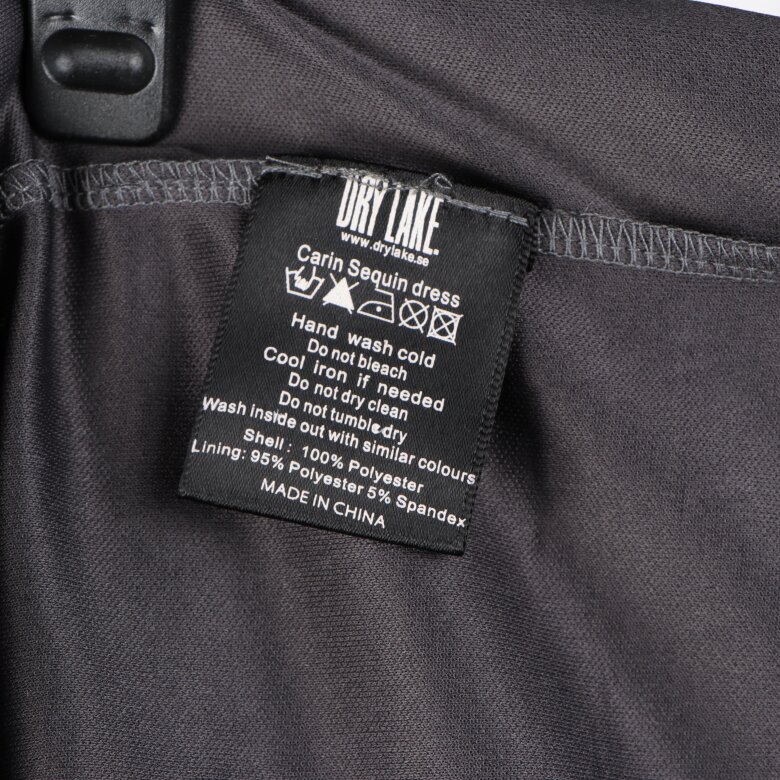 DRY LAKE.
www.drylake.se
Carin Sequin dress
Hand wash cold
Do not bleach
Cool iron if needed
Do not dry clean
Do not tumble dry
Wash inside out with similar colours
Shell: 100% Polyester
Lining: 95% Polyester 5% Spandex
MADE IN CHINA